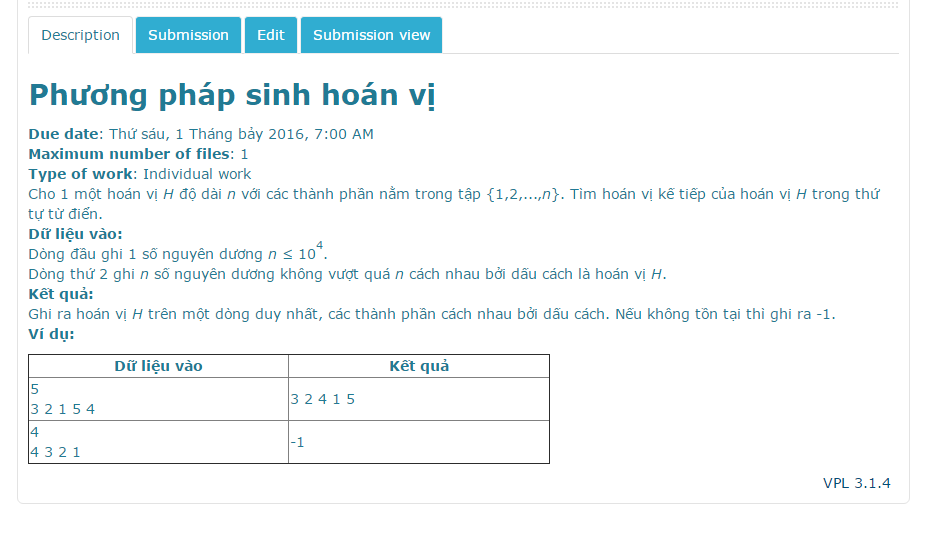 Description Submission Edit Submission view
Phương pháp sinh hoán vị
Due date: Thứ sáu, 1 Tháng bảy 2016, 7:00 AM
Maximum number of files: 1
Type of work: Individual work
Cho 1 một hoán vị H độ dài n với các thành phần nằm trong tập {1,2,...,n}. Tìm hoán vị kế tiếp của hoán vị H trong thứ
tự từ điển.
Dữ liệu vào:
Dòng đầu ghi 1 số nguyên dương n ≤ 10⁴.
Dòng thứ 2 ghi n số nguyên dương không vượt quá n cách nhau bởi dấu cách là hoán vị H.
Kết quả:
Ghi ra hoán vị H trên một dòng duy nhất, các thành phần cách nhau bởi dấu cách. Nếu không tồn tại thì ghi ra -1.
Ví dụ:
Dữ liệu vào Kết quả
5
3 2 1 5 4
3 2 4 1 5
4
4 3 2 1
-1
VPL 3.1.4